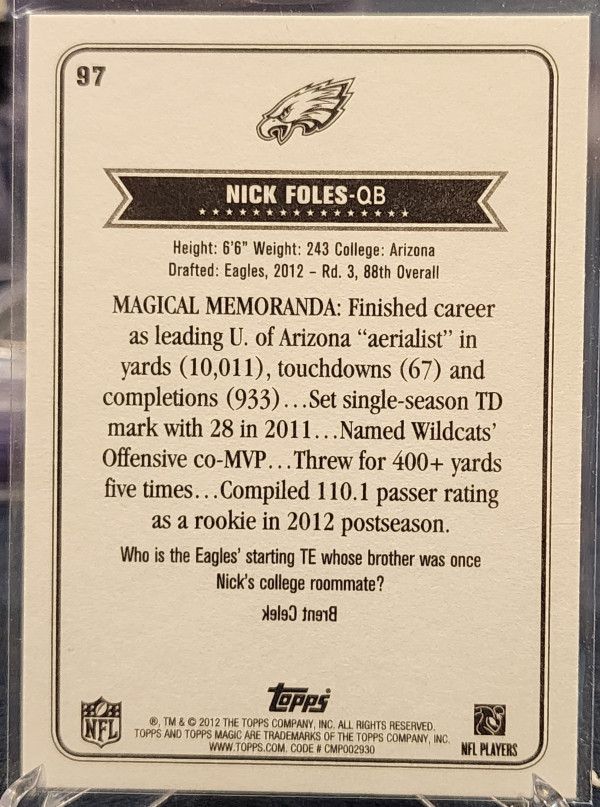 97
NICK FOLES-QB
Height: 6'6" Weight: 243 College: Arizona
Drafted: Eagles, 2012 – Rd. 3, 88th Overall
MAGICAL MEMORANDA: Finished career
as leading U. of Arizona “aerialist” in
yards (10,011), touchdowns (67) and
completions (933)...Set single-season TD
mark with 28 in 2011...Named Wildcats’
Offensive co-MVP...Threw for 400+ yards
five times...Compiled 110.1 passer rating
as a rookie in 2012 postseason.
Who is the Eagles' starting TE whose brother was once
Nick's college roommate?
Brent Celek
topps
®, TM & © 2012 THE TOPPS COMPANY, INC. ALL RIGHTS RESERVED.
TOPPS AND TOPPS MAGIC ARE TRADEMARKS OF THE TOPPS COMPANY, INC.
WWW.TOPPS.COM. CODE # CMP002930
NFL
NFL PLAYERS